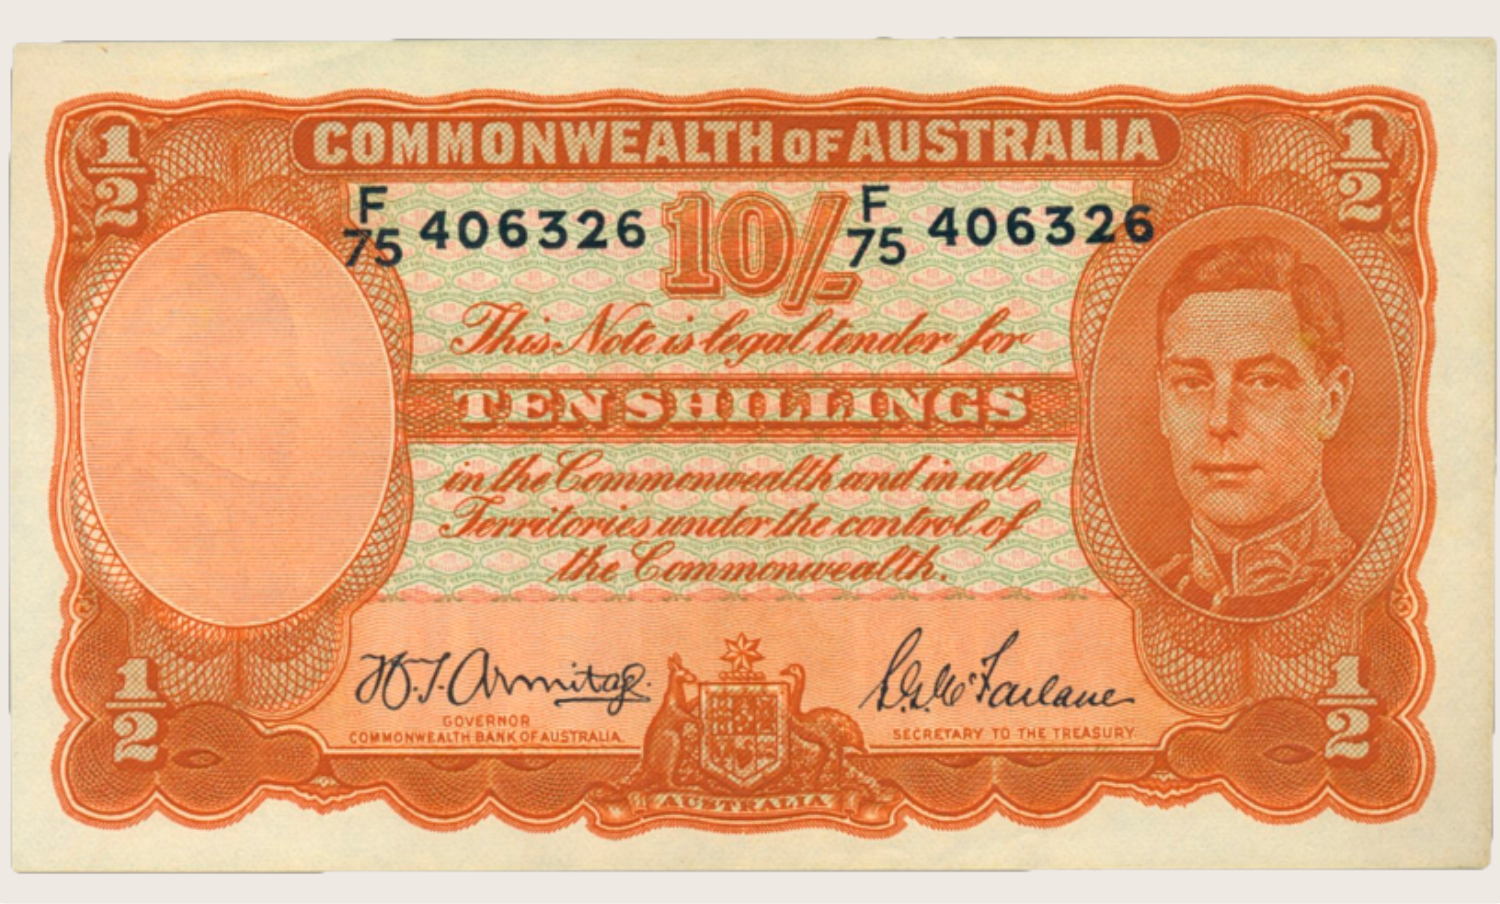 COMMONWEALTH OF AUSTRALIA
1/2
1/2
F/75 406326
10/-
F/75 406326
This Note is legal tender for
TEN SHILLINGS
in the Commonwealth and in all
Territories under the control of
the Commonwealth.
H.T. Armitage.
GOVERNOR
COMMONWEALTH BANK OF AUSTRALIA.
S.G. McFarlane
SECRETARY TO THE TREASURY.
1/2
1/2
AUSTRALIA